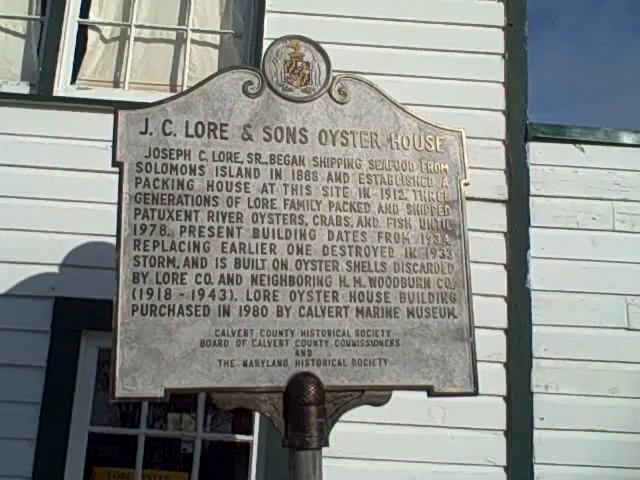 J. C. LORE & SONS OYSTER HOUSE
JOSEPH C. LORE, SR., BEGAN SHIPPING SEAFOOD FROM
SOLOMONS ISLAND IN 1888 AND ESTABLISHED A
PACKING HOUSE AT THIS SITE IN 1912. THREE
GENERATIONS OF LORE FAMILY PACKED AND SHIPPED
PATUXENT RIVER OYSTERS, CRABS, AND FISH UNTIL
1978. PRESENT BUILDING DATES FROM 1934,
REPLACING EARLIER ONE DESTROYED IN 1933
STORM, AND IS BUILT ON OYSTER SHELLS DISCARDED
BY LORE CO. AND NEIGHBORING H. M. WOODBURN CO.
(1918 - 1943). LORE OYSTER HOUSE BUILDING
PURCHASED IN 1980 BY CALVERT MARINE MUSEUM.
CALVERT COUNTY HISTORICAL SOCIETY
BOARD OF CALVERT COUNTY COMMISSIONERS
AND
THE MARYLAND HISTORICAL SOCIETY